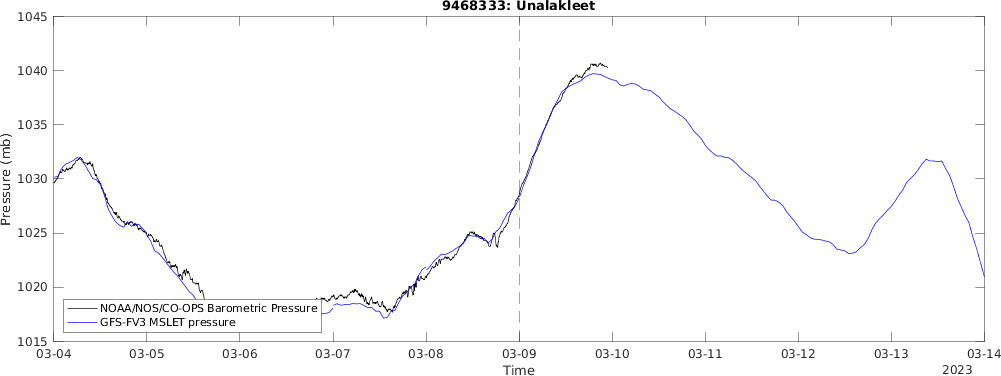 9468333: Unalakleet
1045
1040
1035
1030
1025
1020
1015
Pressure (mb)
NOAA/NOS/CO-OPS Barometric Pressure
GFS-FV3 MSLET pressure
03-04 03-05 03-06 03-07 03-08 03-09 03-10 03-11 03-12 03-13 03-14
Time
2023